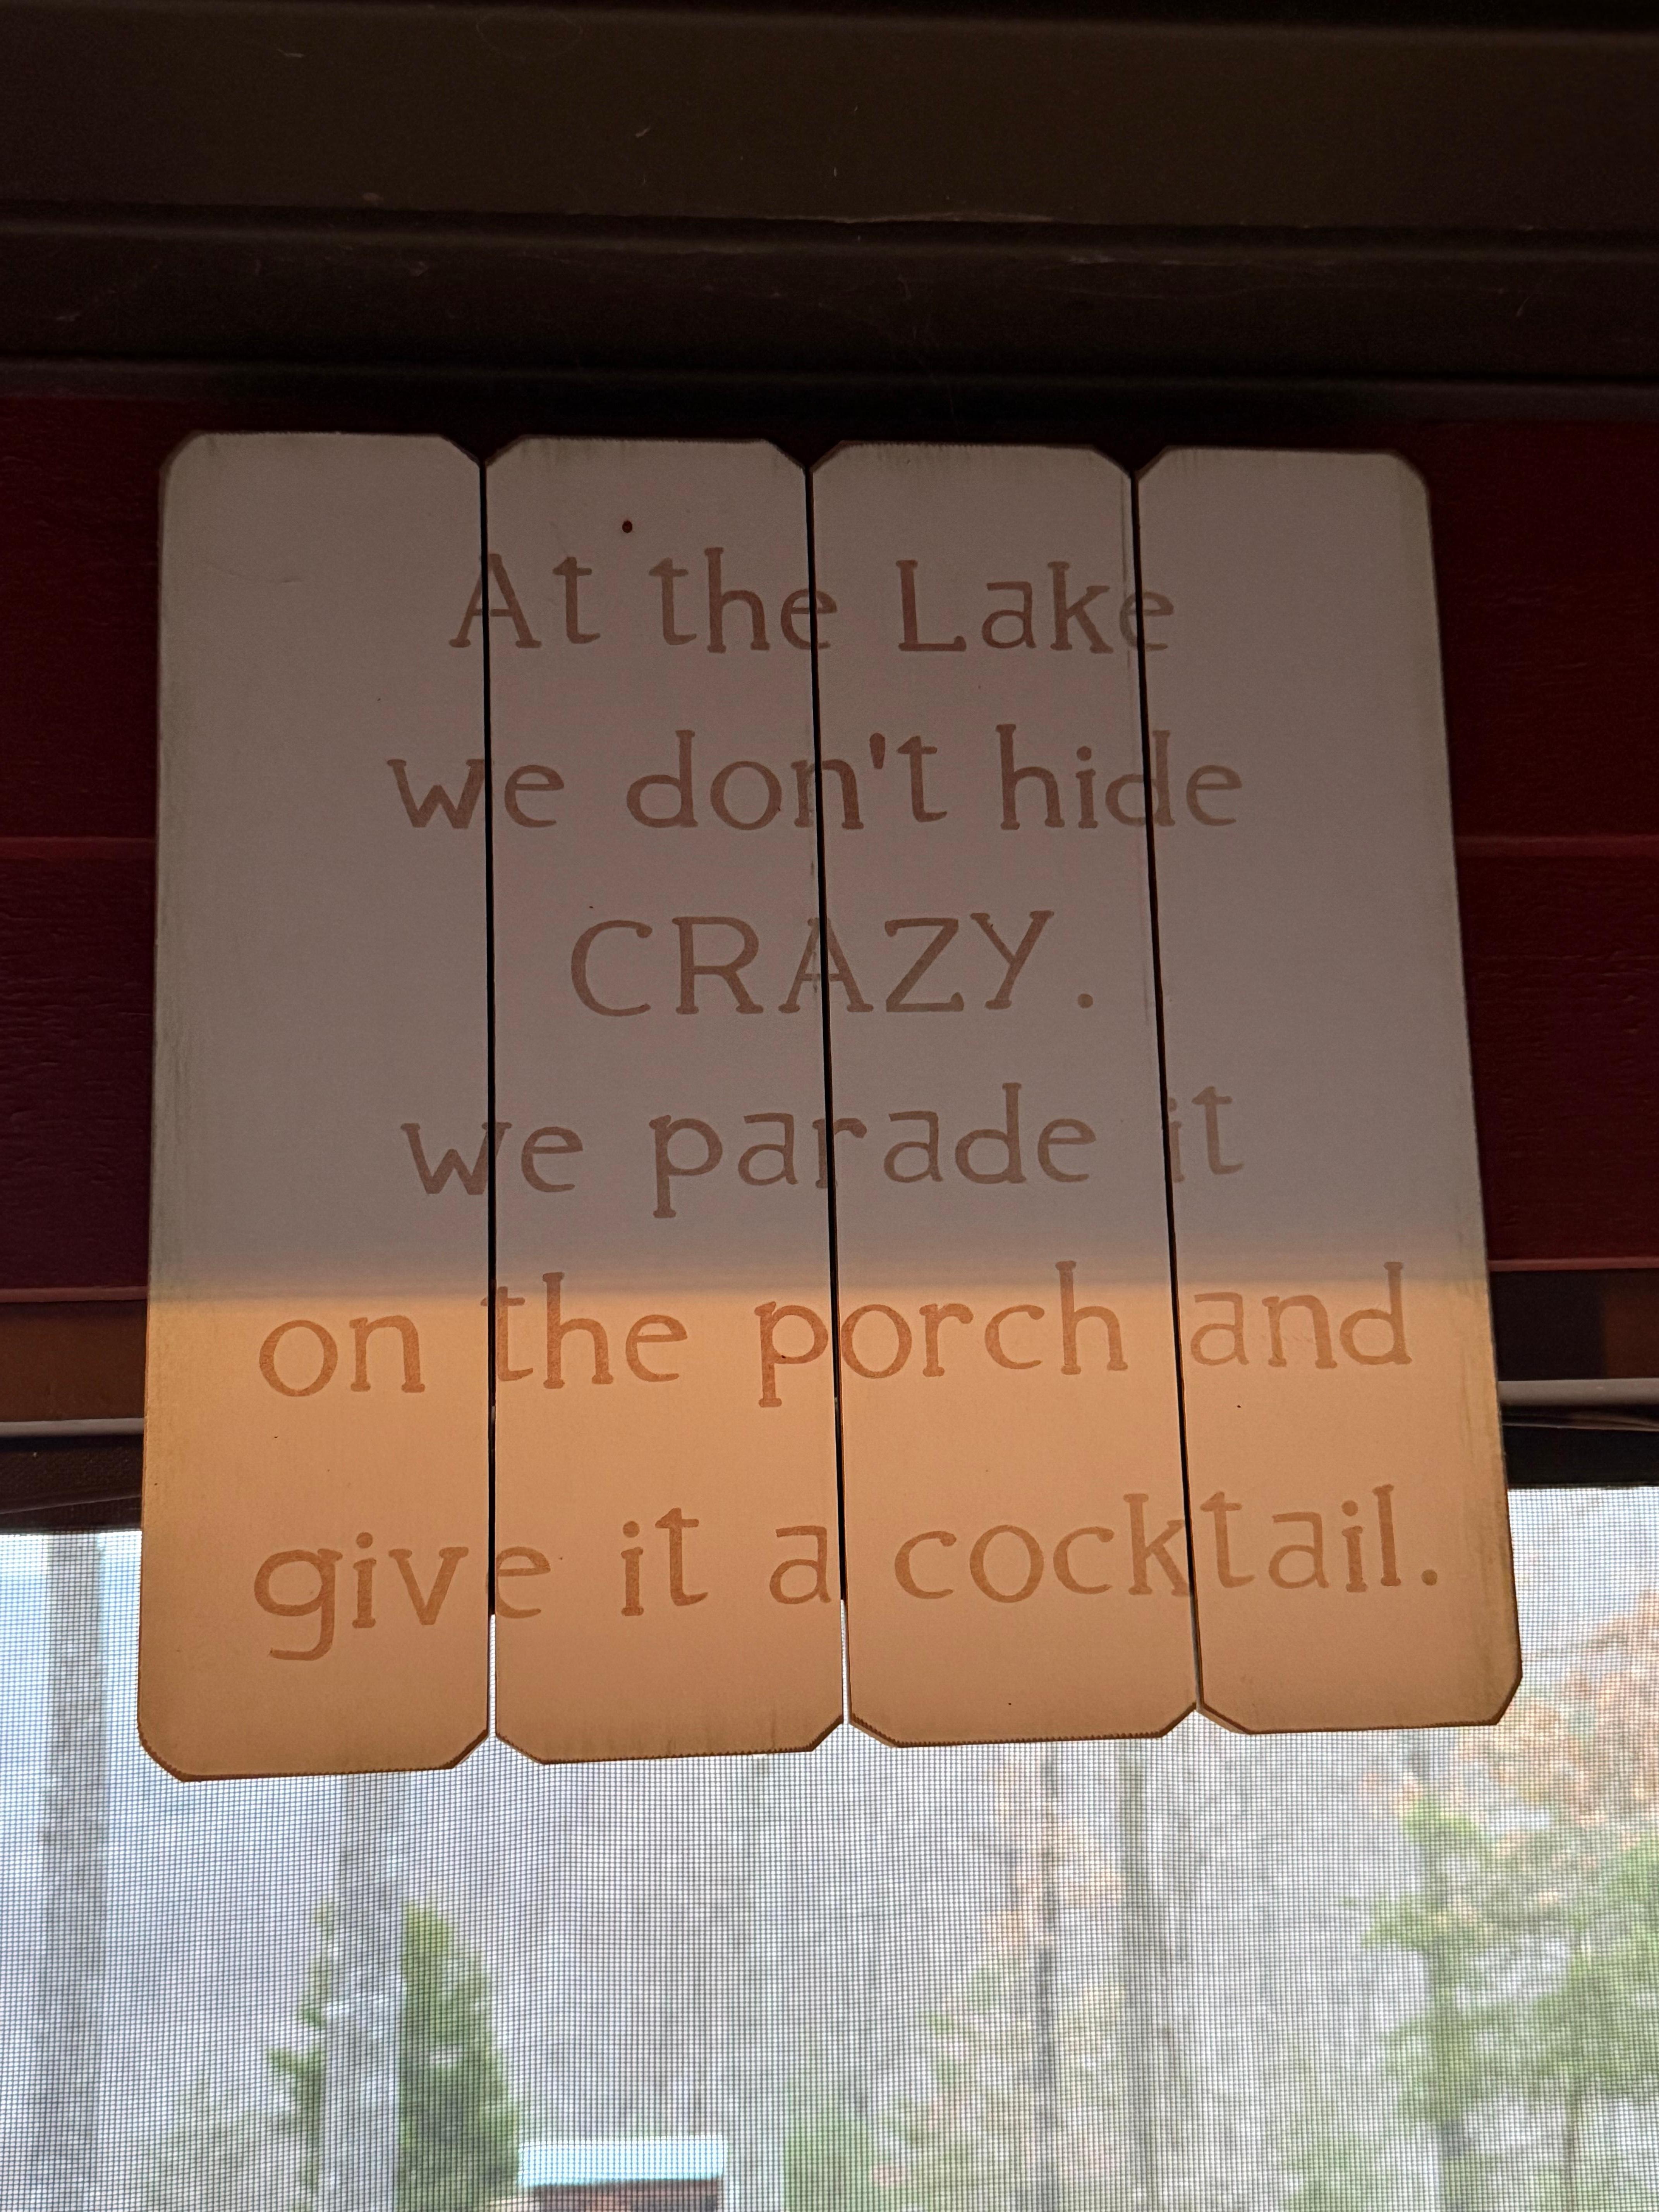 At the Lake
we don't hide
CRAZY.
we parade it
on the porch and
give it a cocktail.